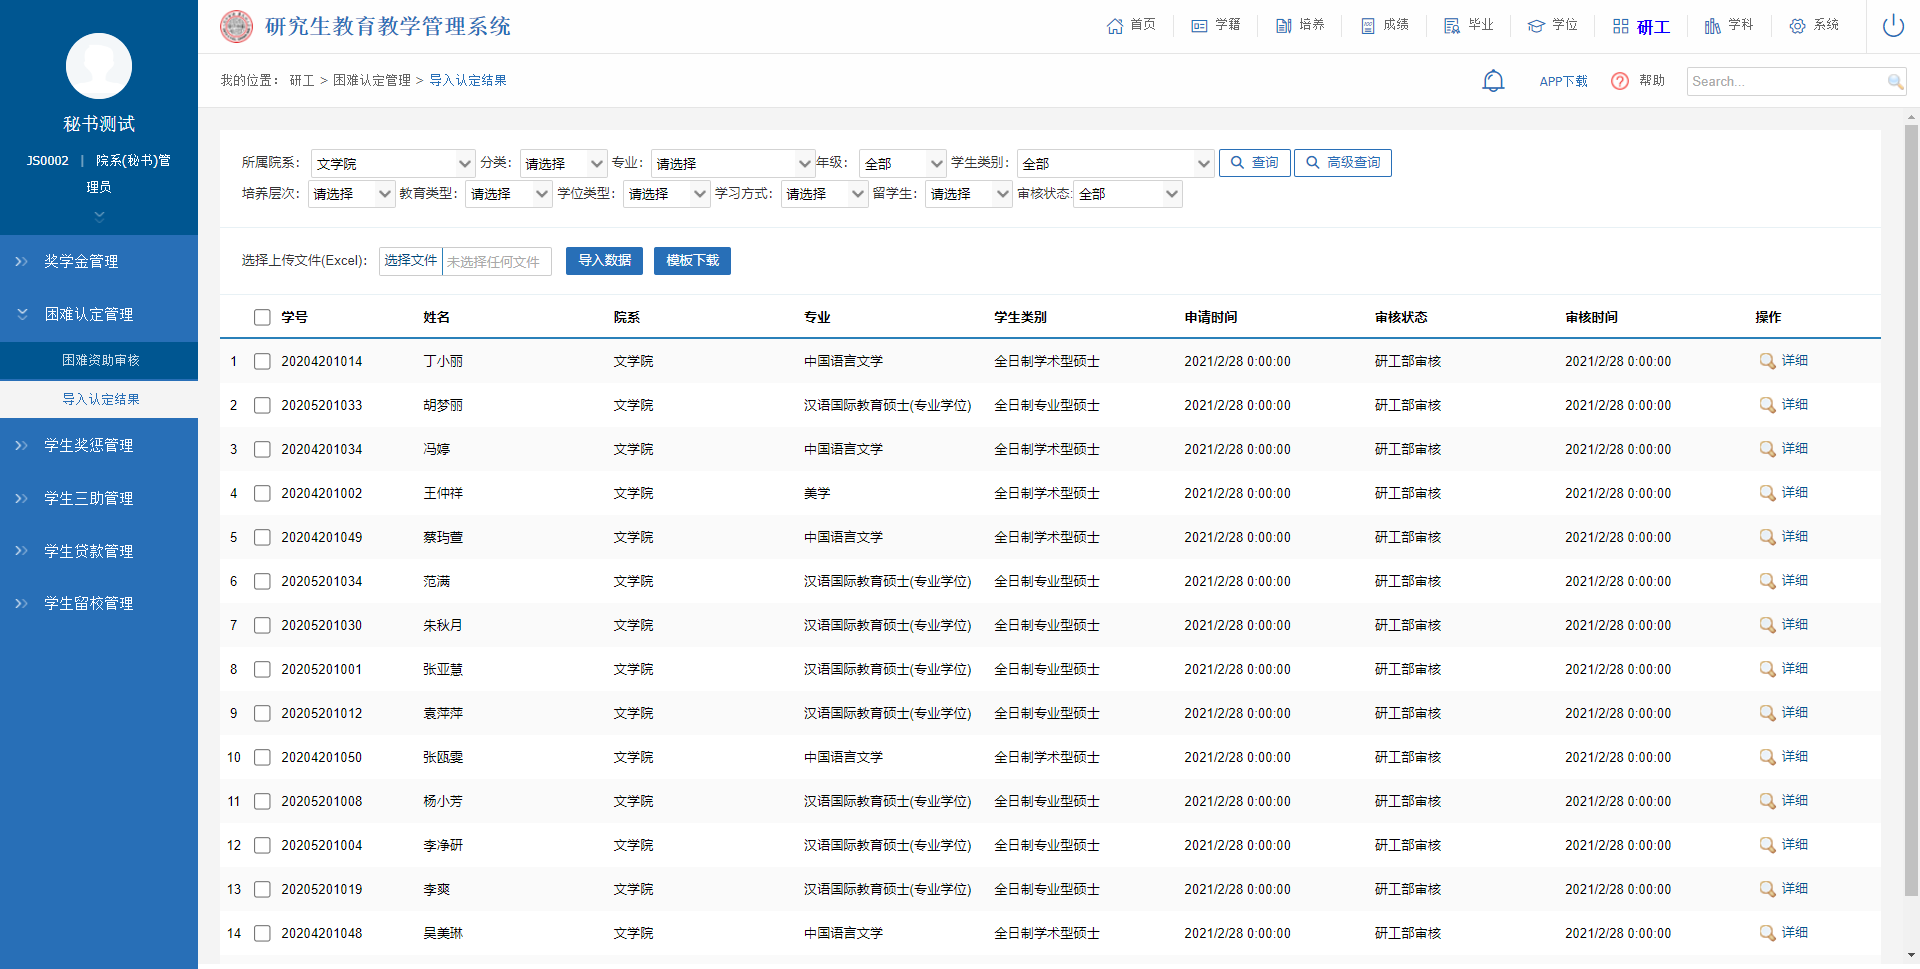 研究生教育教学管理系统
首页 学籍 培养 成绩 毕业 学位 研工 学科 系统
秘书测试
JS0002 | 院系(秘书)管理员
我的位置： 研工 > 困难认定管理 > 导入认定结果
APP下载 帮助 Search...
奖学金管理
困难认定管理
困难资助审核
导入认定结果
学生奖惩管理
学生三助管理
学生贷款管理
学生留校管理
所属院系： 文学院 分类： 请选择 专业： 请选择 年级： 全部 学生类别： 全部 查询 高级查询
培养层次： 请选择 教育类型： 请选择 学位类型： 请选择 学习方式： 请选择 留学生： 请选择 审核状态: 全部
选择上传文件(Excel)： 选择文件 未选择任何文件 导入数据 模板下载
学号 姓名 院系 专业 学生类别 申请时间 审核状态 审核时间 操作
1 20204201014 丁小丽 文学院 中国语言文学 全日制学术型硕士 2021/2/28 0:00:00 研工部审核 2021/2/28 0:00:00 详细
2 20205201033 胡梦丽 文学院 汉语国际教育硕士(专业学位) 全日制专业型硕士 2021/2/28 0:00:00 研工部审核 2021/2/28 0:00:00 详细
3 20204201034 冯婷 文学院 中国语言文学 全日制学术型硕士 2021/2/28 0:00:00 研工部审核 2021/2/28 0:00:00 详细
4 20204201002 王仲祥 文学院 美学 全日制学术型硕士 2021/2/28 0:00:00 研工部审核 2021/2/28 0:00:00 详细
5 20204201049 蔡玙萱 文学院 中国语言文学 全日制学术型硕士 2021/2/28 0:00:00 研工部审核 2021/2/28 0:00:00 详细
6 20205201034 范满 文学院 汉语国际教育硕士(专业学位) 全日制专业型硕士 2021/2/28 0:00:00 研工部审核 2021/2/28 0:00:00 详细
7 20205201030 朱秋月 文学院 汉语国际教育硕士(专业学位) 全日制专业型硕士 2021/2/28 0:00:00 研工部审核 2021/2/28 0:00:00 详细
8 20205201001 张亚慧 文学院 汉语国际教育硕士(专业学位) 全日制专业型硕士 2021/2/28 0:00:00 研工部审核 2021/2/28 0:00:00 详细
9 20205201012 袁萍萍 文学院 汉语国际教育硕士(专业学位) 全日制专业型硕士 2021/2/28 0:00:00 研工部审核 2021/2/28 0:00:00 详细
10 20204201050 张瓯雯 文学院 中国语言文学 全日制学术型硕士 2021/2/28 0:00:00 研工部审核 2021/2/28 0:00:00 详细
11 20205201008 杨小芳 文学院 汉语国际教育硕士(专业学位) 全日制专业型硕士 2021/2/28 0:00:00 研工部审核 2021/2/28 0:00:00 详细
12 20205201004 李净研 文学院 汉语国际教育硕士(专业学位) 全日制专业型硕士 2021/2/28 0:00:00 研工部审核 2021/2/28 0:00:00 详细
13 20205201019 李爽 文学院 汉语国际教育硕士(专业学位) 全日制专业型硕士 2021/2/28 0:00:00 研工部审核 2021/2/28 0:00:00 详细
14 20204201048 吴美琳 文学院 中国语言文学 全日制学术型硕士 2021/2/28 0:00:00 研工部审核 2021/2/28 0:00:00 详细